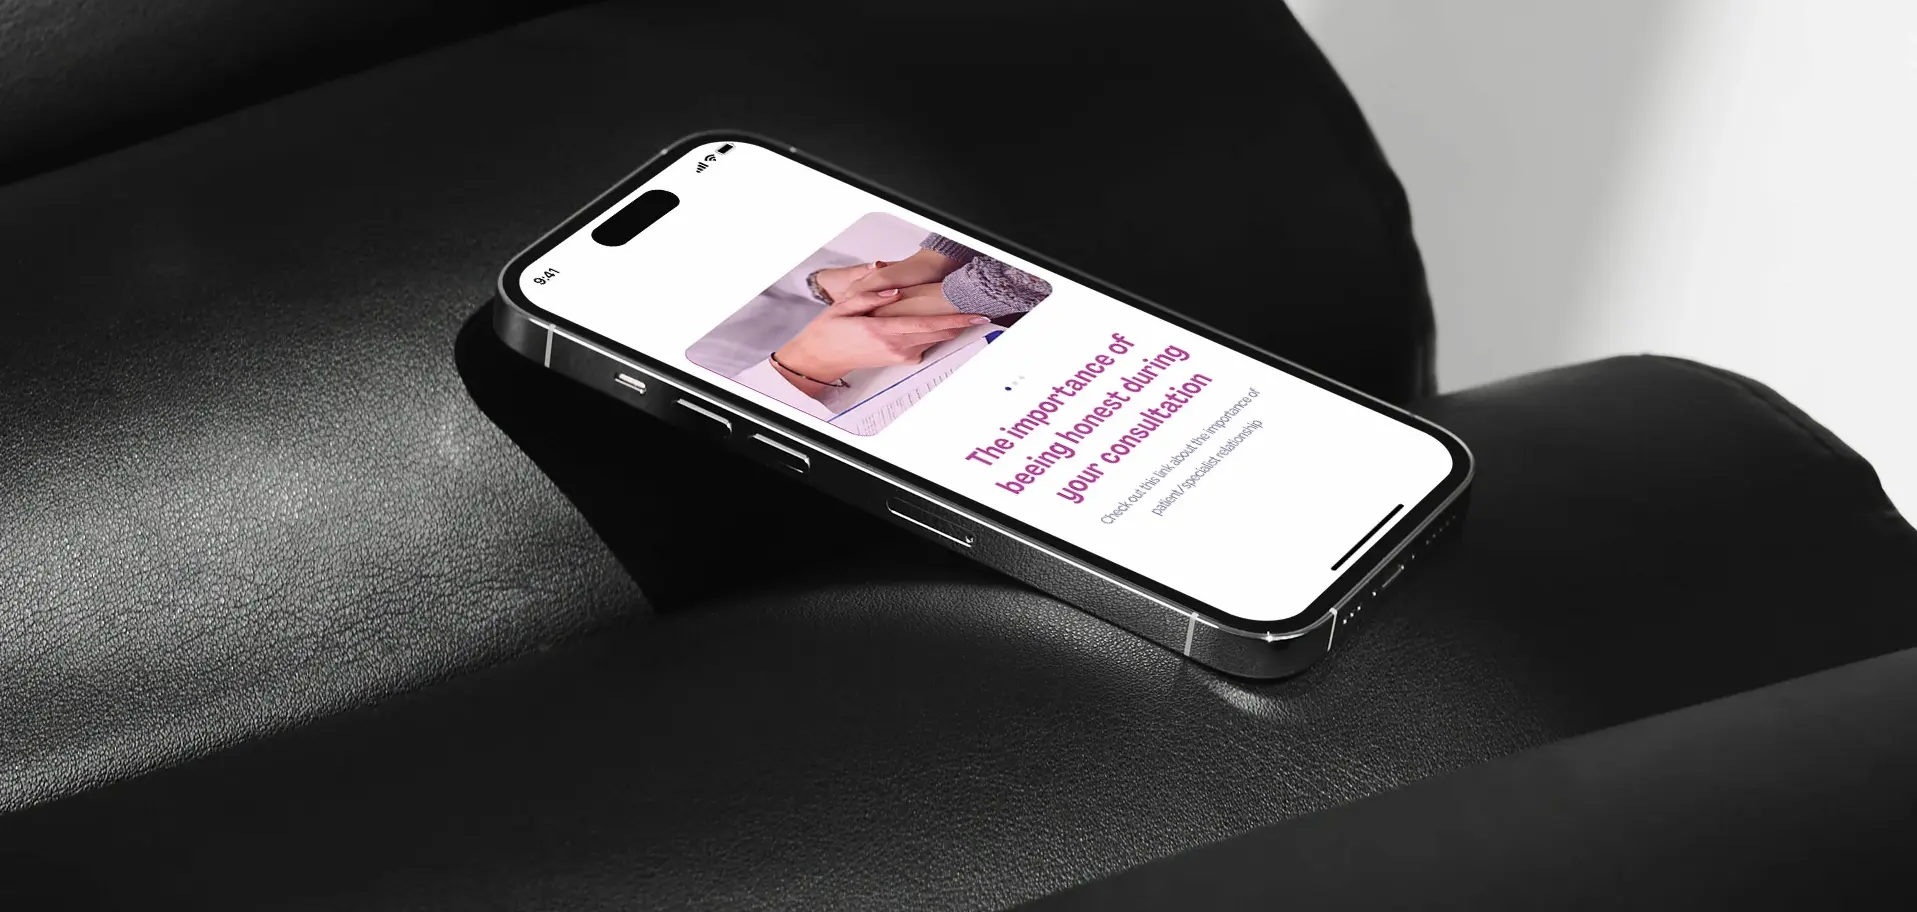 9:41
The importance of
beeing honest during
your consultation
Check out this link about the importance of
patient/specialist relationship